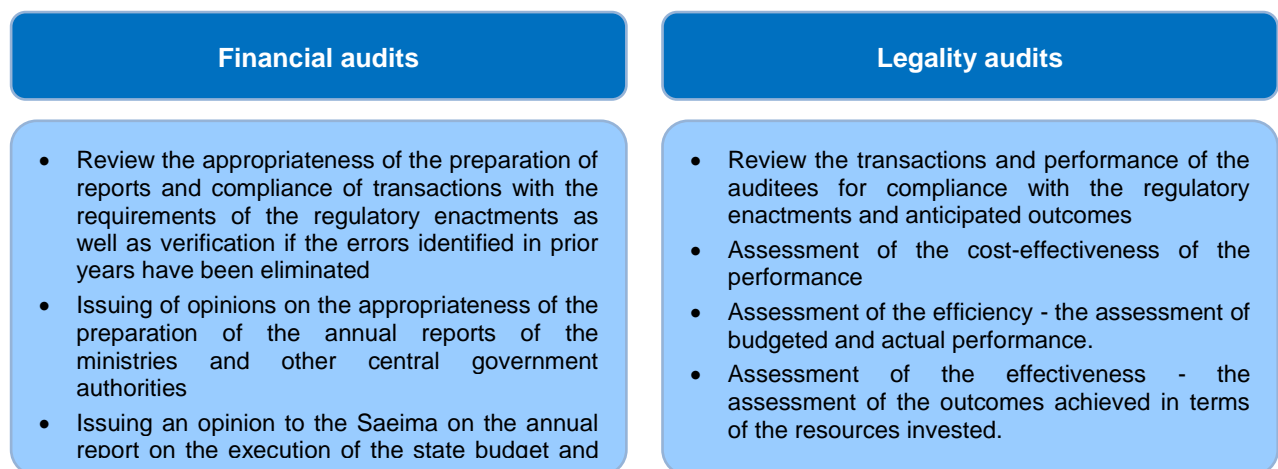 Financial audits
• Review the appropriateness of the preparation of
reports and compliance of transactions with the
requirements of the regulatory enactments as
well as verification if the errors identified in prior
years have been eliminated
• Issuing of opinions on the appropriateness of the
preparation of the annual reports of the
ministries and other central government
authorities
• Issuing an opinion to the Saeima on the annual
report on the execution of the state budget and
Legality audits
• Review the transactions and performance of the
auditees for compliance with the regulatory
enactments and anticipated outcomes
• Assessment of the cost-effectiveness of the
performance
• Assessment of the efficiency - the assessment of
budgeted and actual performance.
• Assessment of the effectiveness - the
assessment of the outcomes achieved in terms
of the resources invested.